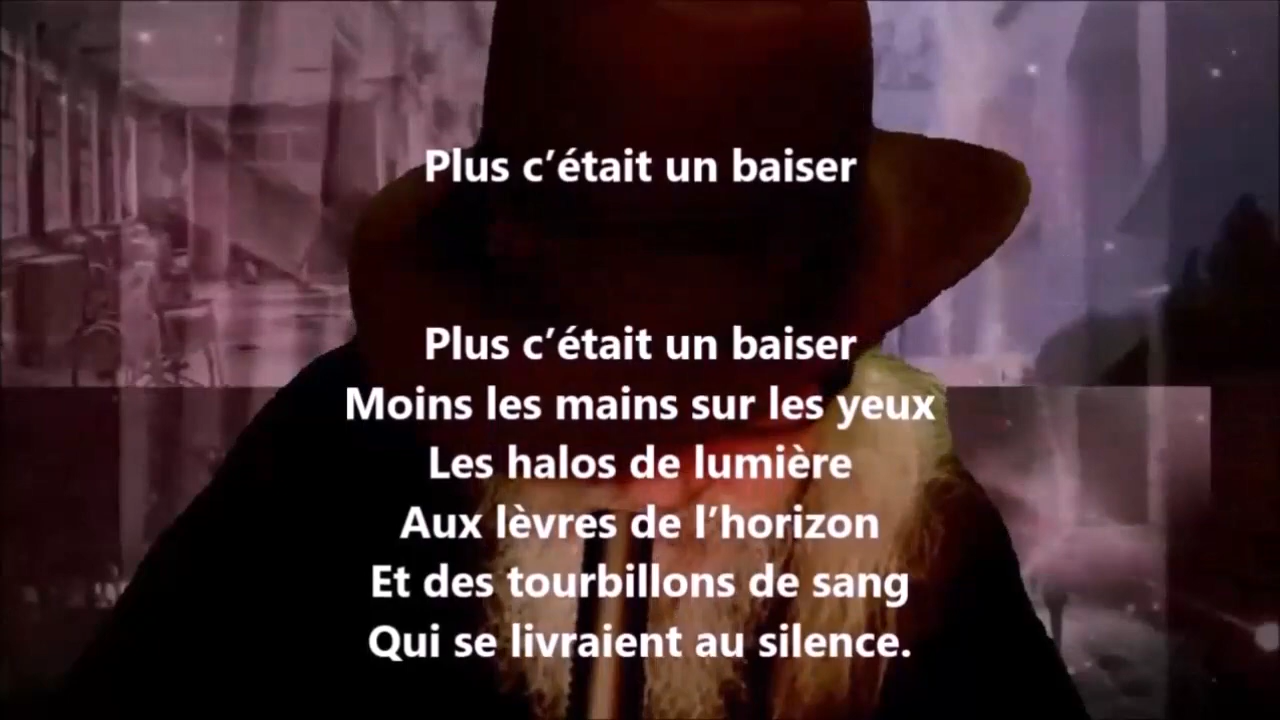 Plus c’était un baiser
Plus c’était un baiser
Moins les mains sur les yeux
Les halos de lumière
Aux lèvres de l’horizon
Et des tourbillons de sang
Qui se livraient au silence.